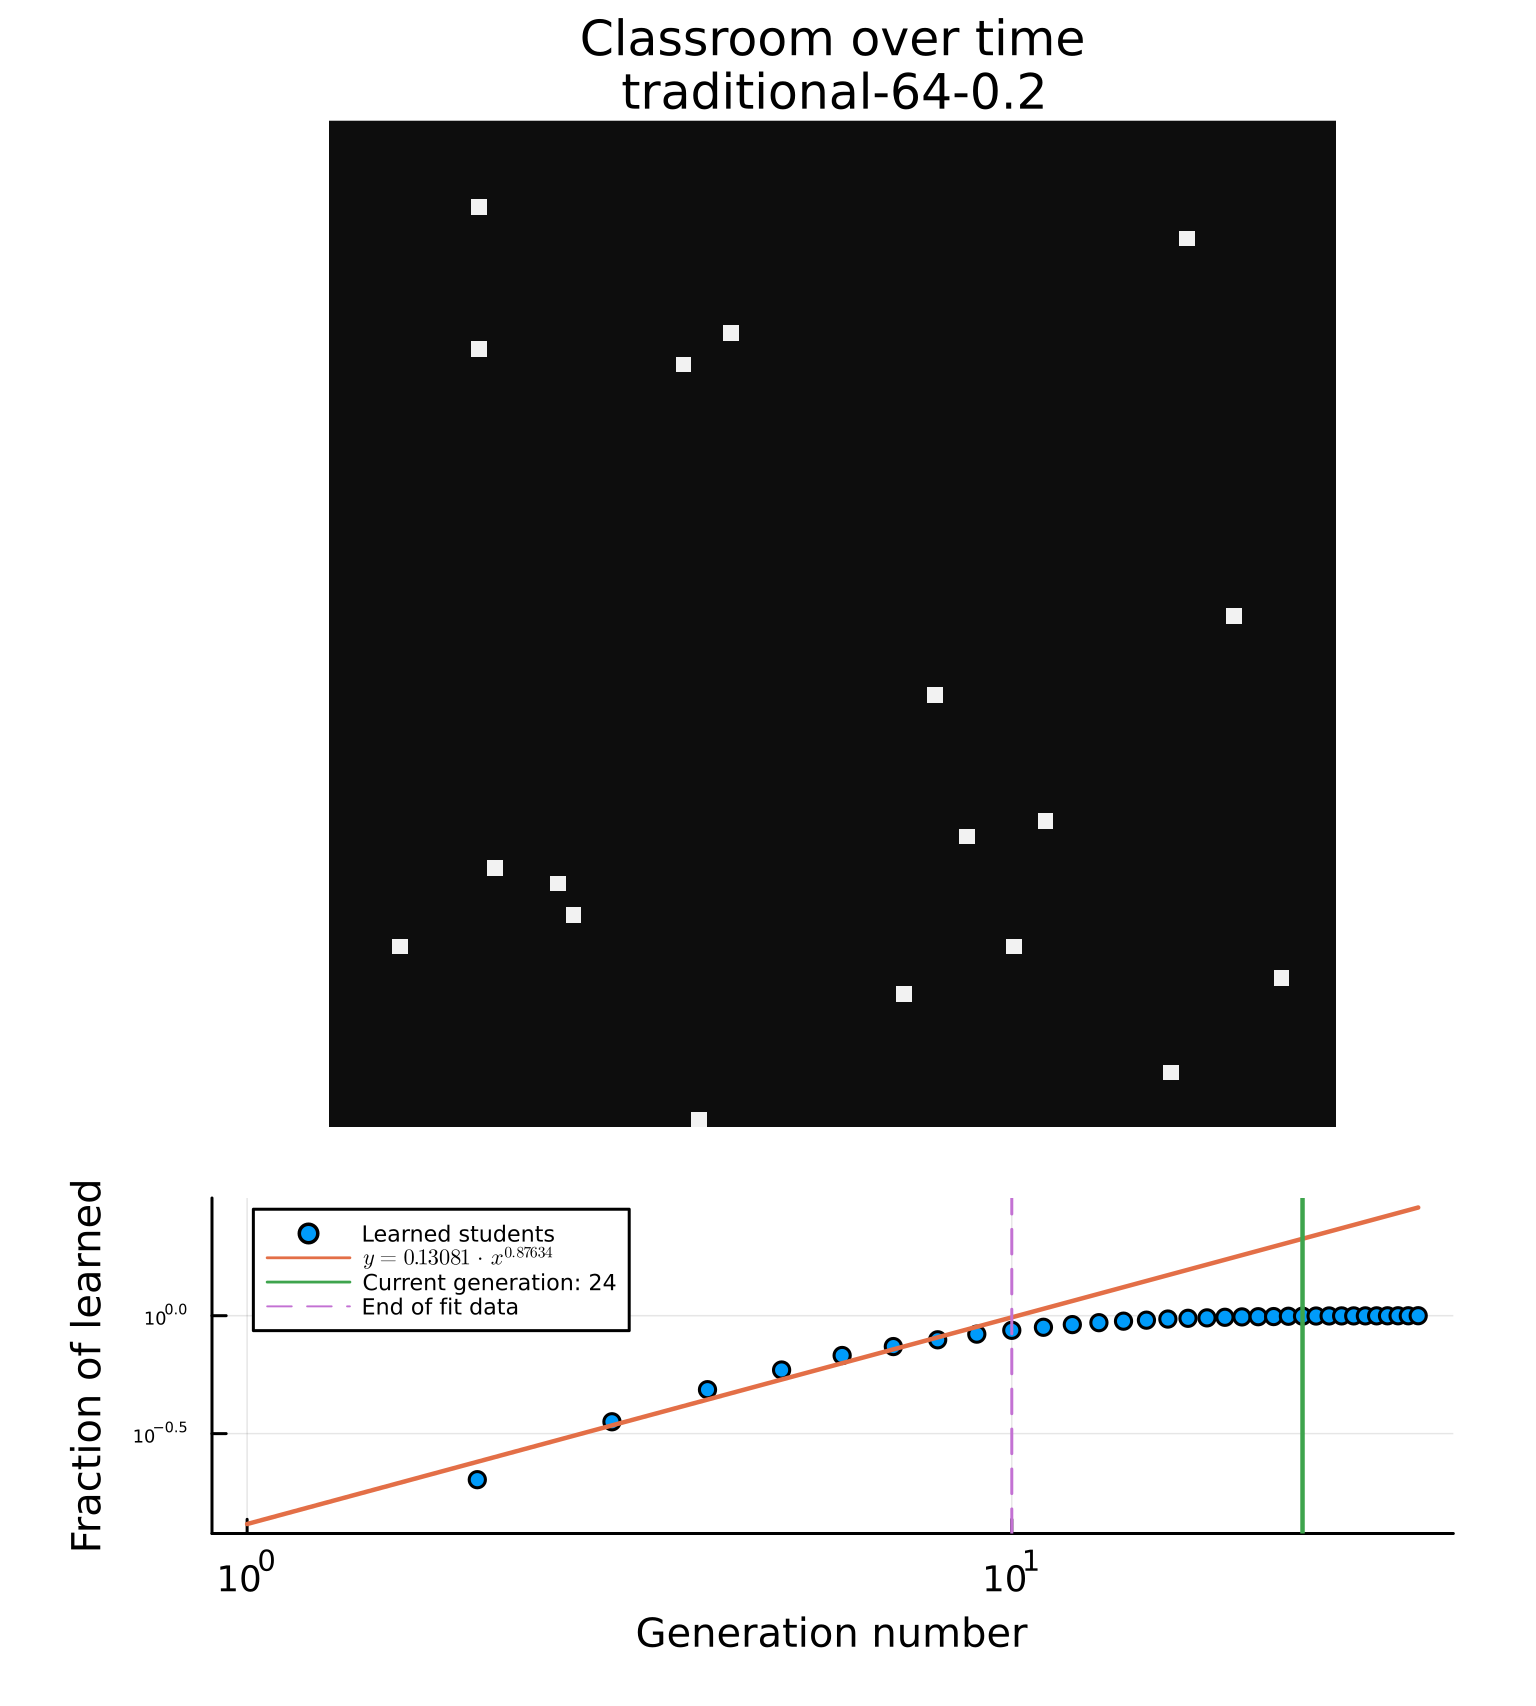 Classroom over time
traditional-64-0.2
Fraction of learned
Learned students
y = 0.13081 · x^0.87634
Current generation: 24
End of fit data
10^0.0
10^−0.5
10^0
10^1
Generation number